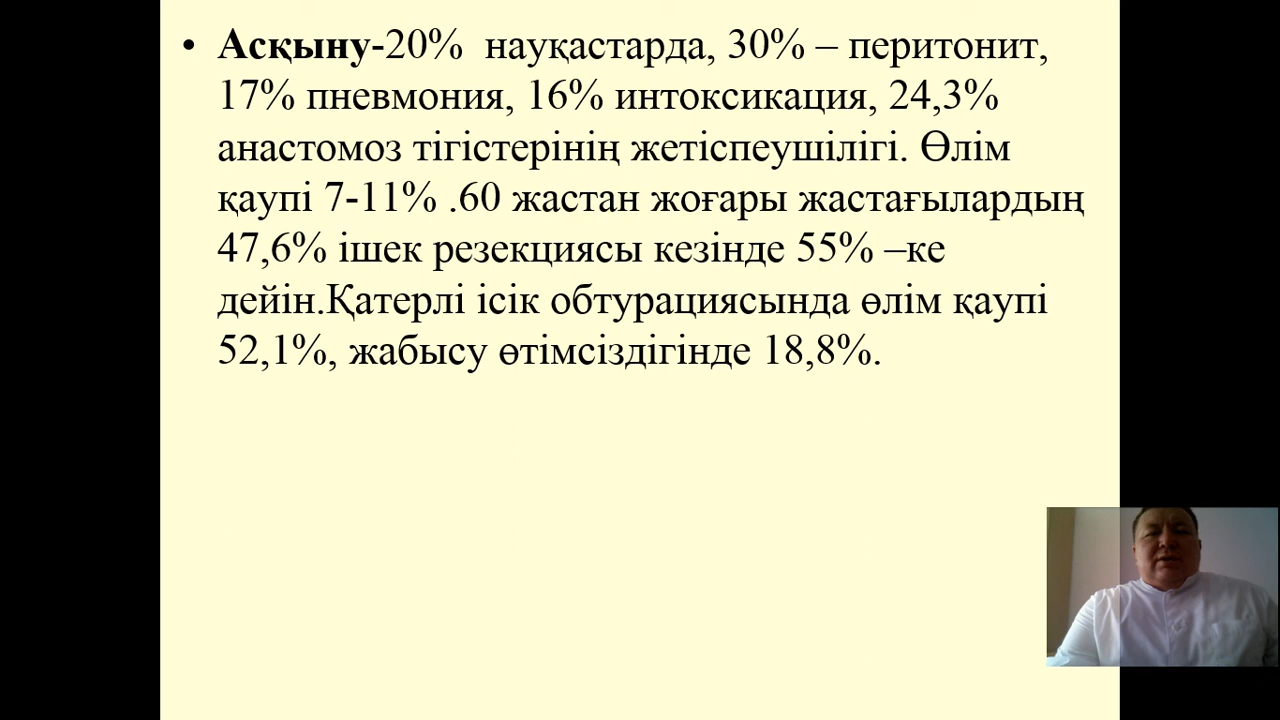 • Асқыну-20%  науқастарда, 30% – перитонит,
17% пневмония, 16% интоксикация, 24,3%
анастомоз тігістерінің жетіспеушілігі. Өлім
қаупі 7-11% .60 жастан жоғары жастағылардың
47,6% ішек резекциясы кезінде 55% –ке
дейін.Қатерлі ісік обтурациясында өлім қаупі
52,1%, жабысу өтімсіздігінде 18,8%.